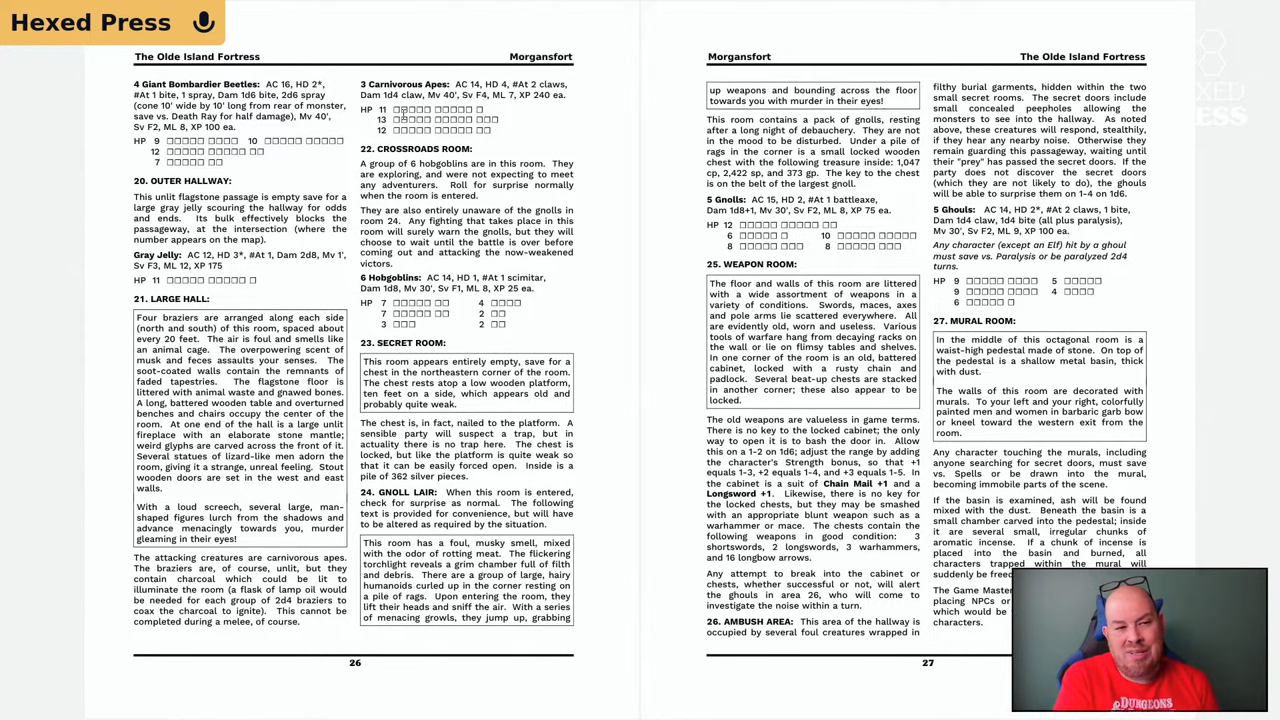 Hexed Press
The Olde Island Fortress
Morgansfort
4 Giant Bombardier Beetles: AC 16, HD 2*,
#At 1 bite, 1 spray, Dam 1d6 bite, 2d6 spray
(cone 10' wide by 10' long from rear of monster,
save vs. Death Ray for half damage), Mv 40',
Sv F2, ML 8, XP 100 ea.
HP 9 ❒❒❒❒❒ ❒❒❒❒ 10 ❒❒❒❒❒ ❒❒❒❒❒
12 ❒❒❒❒❒ ❒❒❒❒❒ ❒❒
7 ❒❒❒❒❒ ❒❒
20. OUTER HALLWAY:
This unlit flagstone passage is empty save for a
large gray jelly scouring the hallway for odds
and ends. Its bulk effectively blocks the
passageway, at the intersection (where the
number appears on the map).
Gray Jelly: AC 12, HD 3*, #At 1, Dam 2d8, Mv 1',
Sv F3, ML 12, XP 175
HP 11 ❒❒❒❒❒ ❒❒❒❒❒ ❒
21. LARGE HALL:
Four braziers are arranged along each side
(north and south) of this room, spaced about
every 20 feet. The air is foul and smells like
an animal cage. The overpowering scent of
musk and feces assaults your senses. The
soot-coated walls contain the remnants of
faded tapestries. The flagstone floor is
littered with animal waste and gnawed bones.
A long, battered wooden table and overturned
benches and chairs occupy the center of the
room. At one end of the hall is a large unlit
fireplace with an elaborate stone mantle;
weird glyphs are carved across the front of it.
Several statues of lizard-like men adorn the
room, giving it a strange, unreal feeling. Stout
wooden doors are set in the west and east
walls.
With a loud screech, several large, man-
shaped figures lurch from the shadows and
advance menacingly towards you, murder
gleaming in their eyes!
The attacking creatures are carnivorous apes.
The braziers are, of course, unlit, but they
contain charcoal which could be lit to
illuminate the room (a flask of lamp oil would
be needed for each group of 2d4 braziers to
coax the charcoal to ignite). This cannot be
completed during a melee, of course.
3 Carnivorous Apes: AC 14, HD 4, #At 2 claws,
Dam 1d4 claw, Mv 40', Sv F4, ML 7, XP 240 ea.
HP 11 ❒❒❒❒❒ ❒❒❒❒❒ ❒
13 ❒❒❒❒❒ ❒❒❒❒❒ ❒❒❒
12 ❒❒❒❒❒ ❒❒❒❒❒ ❒❒
22. CROSSROADS ROOM:
A group of 6 hobgoblins are in this room. They
are exploring, and were not expecting to meet
any adventurers. Roll for surprise normally
when the room is entered.
They are also entirely unaware of the gnolls in
room 24. Any fighting that takes place in this
room will surely warn the gnolls, but they will
choose to wait until the battle is over before
coming out and attacking the now-weakened
victors.
6 Hobgoblins: AC 14, HD 1, #At 1 scimitar,
Dam 1d8, Mv 30', Sv F1, ML 8, XP 25 ea.
HP 7 ❒❒❒❒❒ ❒❒ 4 ❒❒❒❒
7 ❒❒❒❒❒ ❒❒ 2 ❒❒
3 ❒❒❒ 2 ❒❒
23. SECRET ROOM:
This room appears entirely empty, save for a
chest in the northeastern corner of the room.
The chest rests atop a low wooden platform,
ten feet on a side, which appears old and
probably quite weak.
The chest is, in fact, nailed to the platform. A
sensible party will suspect a trap, but in
actuality there is no trap here. The chest is
locked, but like the platform is quite weak so
that it can be easily forced open. Inside is a
pile of 362 silver pieces.
24. GNOLL LAIR: When this room is entered,
check for surprise as normal. The following
text is provided for convenience, but will have
to be altered as required by the situation.
This room has a foul, musky smell, mixed
with the odor of rotting meat. The flickering
torchlight reveals a grim chamber full of filth
and debris. There are a group of large, hairy
humanoids curled up in the corner resting on
a pile of rags. Upon entering the room, they
lift their heads and sniff the air. With a series
of menacing growls, they jump up, grabbing
26
Morgansfort
The Olde Island Fortress
up weapons and bounding across the floor
towards you with murder in their eyes!
This room contains a pack of gnolls, resting
after a long night of debauchery. They are not
in the mood to be disturbed. Under a pile of
rags in the corner is a small locked wooden
chest with the following treasure inside: 1,047
cp, 2,422 sp, and 373 gp. The key to the chest
is on the belt of the largest gnoll.
5 Gnolls: AC 15, HD 2, #At 1 battleaxe,
Dam 1d8+1, Mv 30', Sv F2, ML 8, XP 75 ea.
HP 12 ❒❒❒❒❒ ❒❒❒❒❒ ❒❒
6 ❒❒❒❒❒ ❒ 10 ❒❒❒❒❒ ❒❒❒❒❒
8 ❒❒❒❒❒ ❒❒❒ 8 ❒❒❒❒❒ ❒❒❒
25. WEAPON ROOM:
The floor and walls of this room are littered
with a wide assortment of weapons in a
variety of conditions. Swords, maces, axes
and pole arms lie scattered everywhere. All
are evidently old, worn and useless. Various
tools of warfare hang from decaying racks on
the wall or lie on flimsy tables and shelves.
In one corner of the room is an old, battered
cabinet, locked with a rusty chain and
padlock. Several beat-up chests are stacked
in another corner; these also appear to be
locked.
The old weapons are valueless in game terms.
There is no key to the locked cabinet; the only
way to open it is to bash the door in. Allow
this on a 1-2 on 1d6; adjust the range by adding
the character's Strength bonus, so that +1
equals 1-3, +2 equals 1-4, and +3 equals 1-5. In
the cabinet is a suit of Chain Mail +1 and a
Longsword +1. Likewise, there is no key for
the locked chests, but they may be smashed
with an appropriate blunt weapon such as a
warhammer or mace. The chests contain the
following weapons in good condition: 3
shortswords, 2 longswords, 3 warhammers,
and 16 longbow arrows.
Any attempt to break into the cabinet or
chests, whether successful or not, will alert
the ghouls in area 26, who will come to
investigate the noise within a turn.
26. AMBUSH AREA: This area of the hallway is
occupied by several foul creatures wrapped in
filthy burial garments, hidden within the two
small secret rooms. The secret doors include
small concealed peepholes allowing the
monsters to see into the hallway. As noted
above, these creatures will respond, stealthily,
if they hear any nearby noise. Otherwise they
remain guarding this passageway, waiting until
their "prey" has passed the secret doors. If the
party does not discover the secret doors
(which they are not likely to do), the ghouls
will be able to surprise them on 1-4 on 1d6.
5 Ghouls: AC 14, HD 2*, #At 2 claws, 1 bite,
Dam 1d4 claw, 1d4 bite (all plus paralysis),
Mv 30', Sv F2, ML 9, XP 100 ea.
Any character (except an Elf) hit by a ghoul
must save vs. Paralysis or be paralyzed 2d4
turns.
HP 9 ❒❒❒❒❒ ❒❒❒❒ 5 ❒❒❒❒❒
9 ❒❒❒❒❒ ❒❒❒❒ 4 ❒❒❒❒
6 ❒❒❒❒❒ ❒
27. MURAL ROOM:
In the middle of this octagonal room is a
waist-high pedestal made of stone. On top of
the pedestal is a shallow metal basin, thick
with dust.
The walls of this room are decorated with
murals. To your left and your right, colorfully
painted men and women in barbaric garb bow
or kneel toward the western exit from the
room.
Any character touching the murals, including
anyone searching for secret doors, must save
vs. Spells or be drawn into the mural,
becoming immobile parts of the scene.
If the basin is examined, ash will be found
mixed with the dust. Beneath the basin is a
small chamber carved into the pedestal; inside
it are several small, irregular chunks of
aromatic incense. If a chunk of incense is
placed into the basin and burned, all
characters trapped within the mural will
suddenly be
The Game Master
placing NPCs or
which would be
characters.
27
DUNGEONS